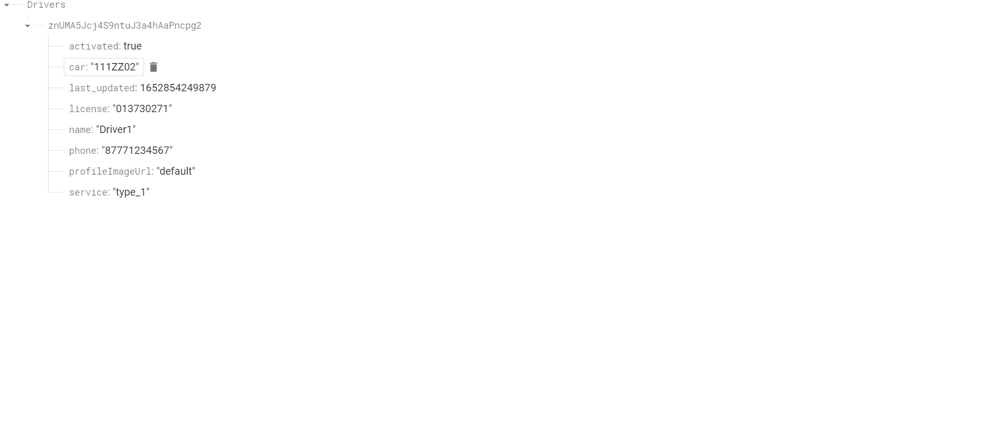 Drivers
znUMA5Jcj4S9ntuJ3a4hAaPncpg2
activated: true
car: "111ZZ02"
last_updated: 1652854249879
license: "013730271"
name: "Driver1"
phone: "87771234567"
profileImageUrl: "default"
service: "type_1"